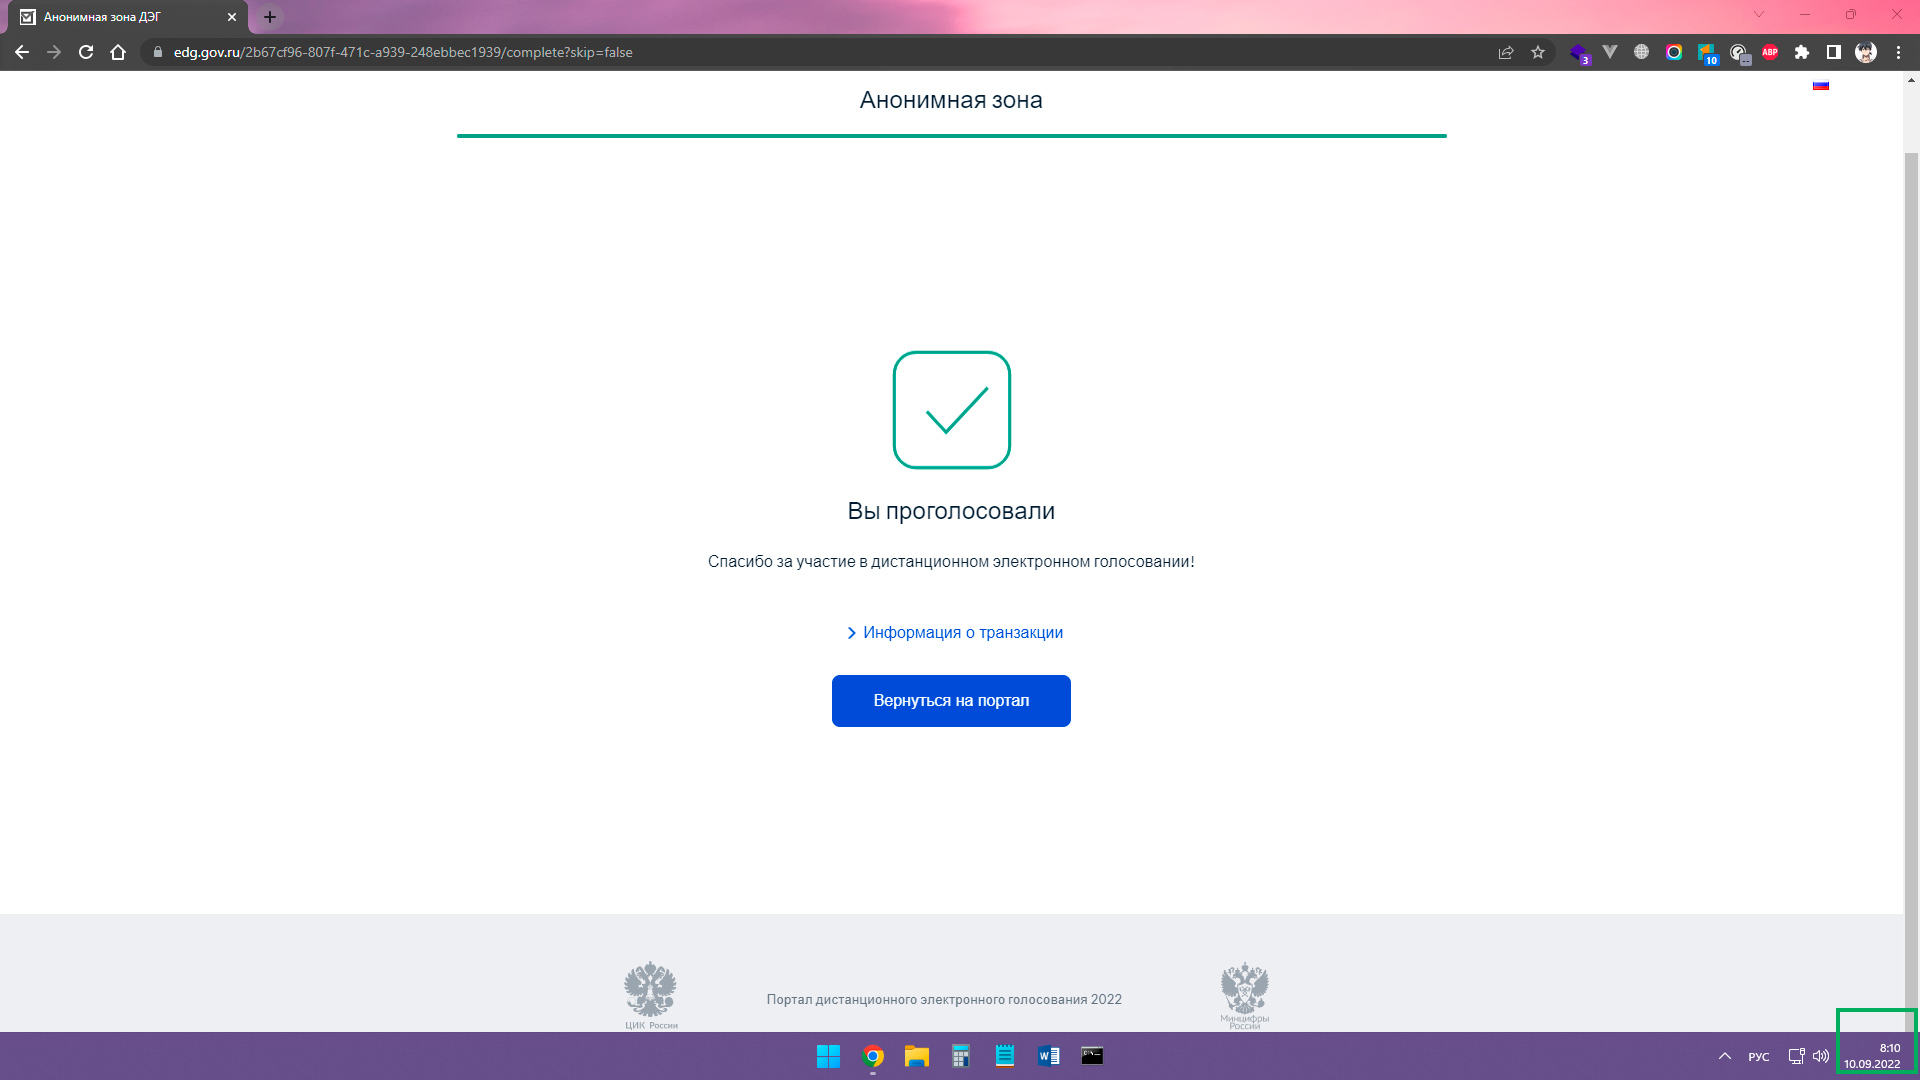 Анонимная зона ДЭГ
edg.gov.ru/2b67cf96-807f-471c-a939-248ebbec1939/complete?skip=false
3
10
ABP
Анонимная зона
Вы проголосовали
Спасибо за участие в дистанционном электронном голосовании!
Информация о транзакции
Вернуться на портал
ЦИК России
Портал дистанционного электронного голосования 2022
Минцифры
России
W
РУС
8:10
10.09.2022